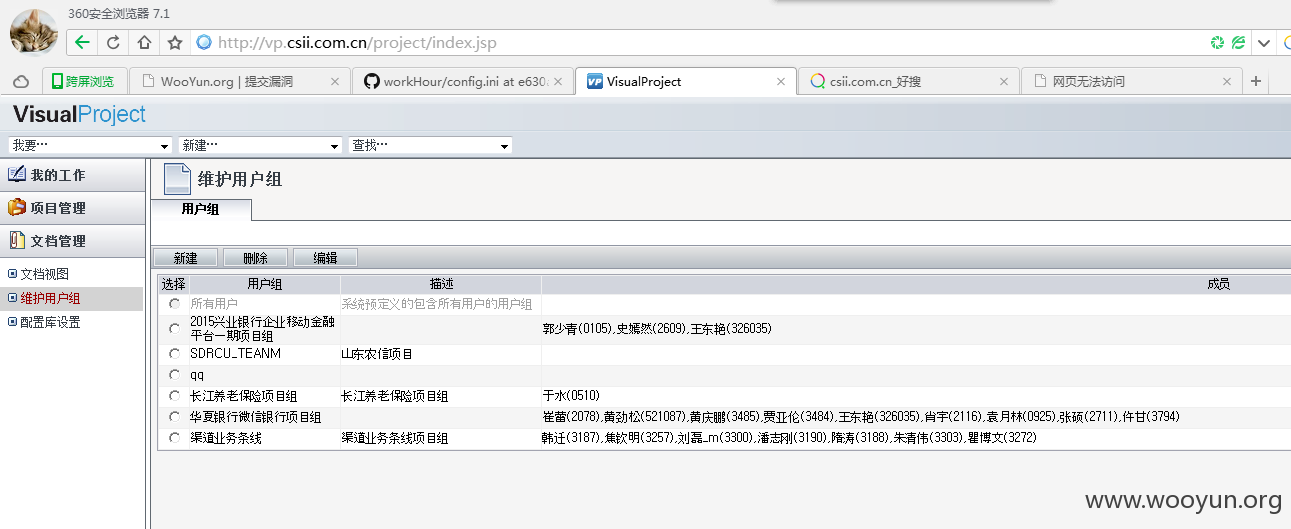 360安全浏览器 7.1
http://vp.csii.com.cn/project/index.jsp
跨屏浏览
WooYun.org | 提交漏洞
workHour/config.ini at e630
VisualProject
csii.com.cn_好搜
网页无法访问
VisualProject
我要…
新建…
查找…
我的工作
项目管理
文档管理
文档视图
维护用户组
配置库设置
维护用户组
用户组
新建
删除
编辑
选择 用户组 描述 成员
所有用户 系统预定义的包含所有用户的用户组
2015兴业银行企业移动金融
平台一期项目组 郭少青(0105),史嫣然(2609),王东艳(326035)
SDRCU_TEANM 山东农信项目
qq
长江养老保险项目组 长江养老保险项目组 于水(0510)
华夏银行微信银行项目组 崔蕾(2078),黄劲松(521087),黄庆鹏(3485),贾亚伦(3484),王东艳(326035),肖宇(2116),袁月林(0925),张硕(2711),仵甘(3794)
渠道业务条线 渠道业务条线项目组 韩迁(3187),焦钦明(3257),刘磊_m(3300),潘志刚(3190),隋涛(3188),朱清伟(3303),瞿博文(3272)
www.wooyun.org